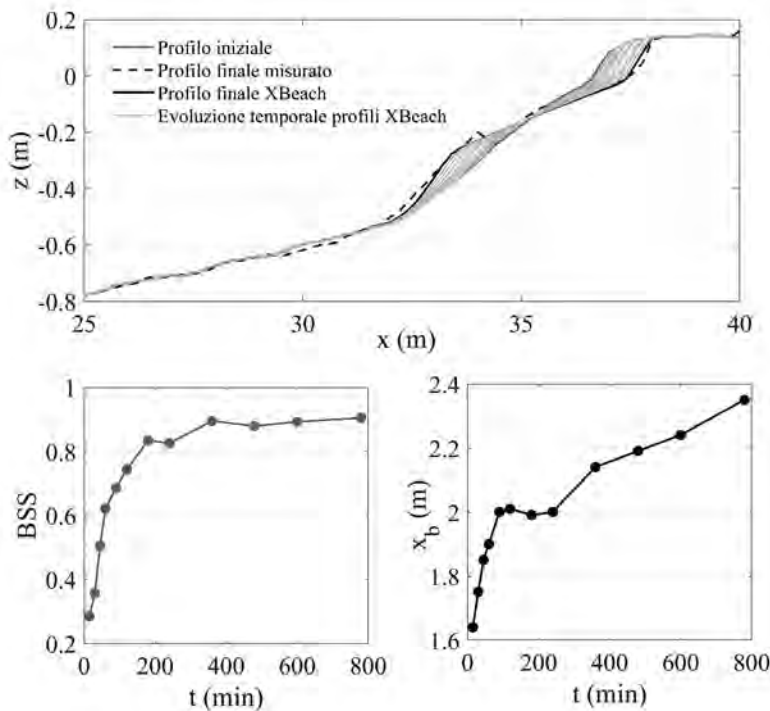 0.2
0
-0.2
-0.4
-0.6
-0.8
z (m)
Profilo iniziale
Profilo finale misurato
Profilo finale XBeach
Evoluzione temporale profili XBeach
25 30 35 40
x (m)
1
0.8
0.6
0.4
0.2
BSS
0 200 400 600 800
t (min)
2.4
2.2
2
1.8
1.6
x_b (m)
0 200 400 600 800
t (min)